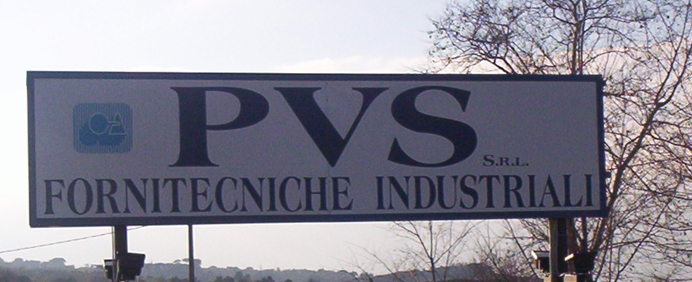 PVS S.R.L.
FORNITECNICHE INDUSTRIALI